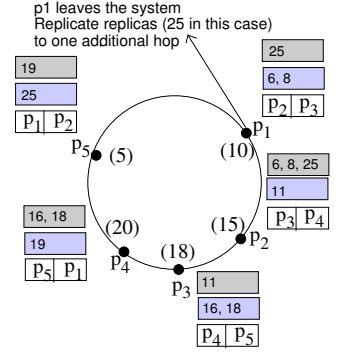 p1 leaves the system
Replicate replicas (25 in this case)
to one additional hop
25
6, 8
p2 p3
19
25
p1 p2
p1
(10)
p5
(5)
6, 8, 25
11
p3 p4
(15)
p2
16, 18
19
p5 p1
(20)
p4
(18)
p3
11
16, 18
p4 p5